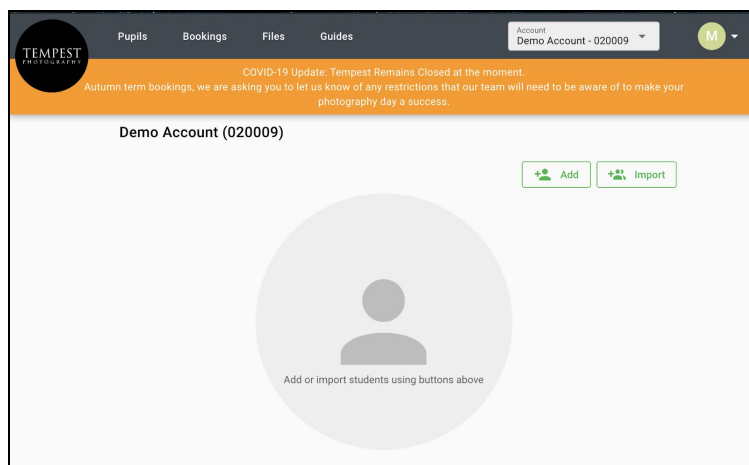 TEMPEST
PHOTOGRAPHY
Pupils
Bookings
Files
Guides
Account
Demo Account - 020009
M
COVID-19 Update: Tempest Remains Closed at the moment.
Autumn term bookings, we are asking you to let us know of any restrictions that our team will need to be aware of to make your
photography day a success.
Demo Account (020009)
Add
Import
Add or import students using buttons above